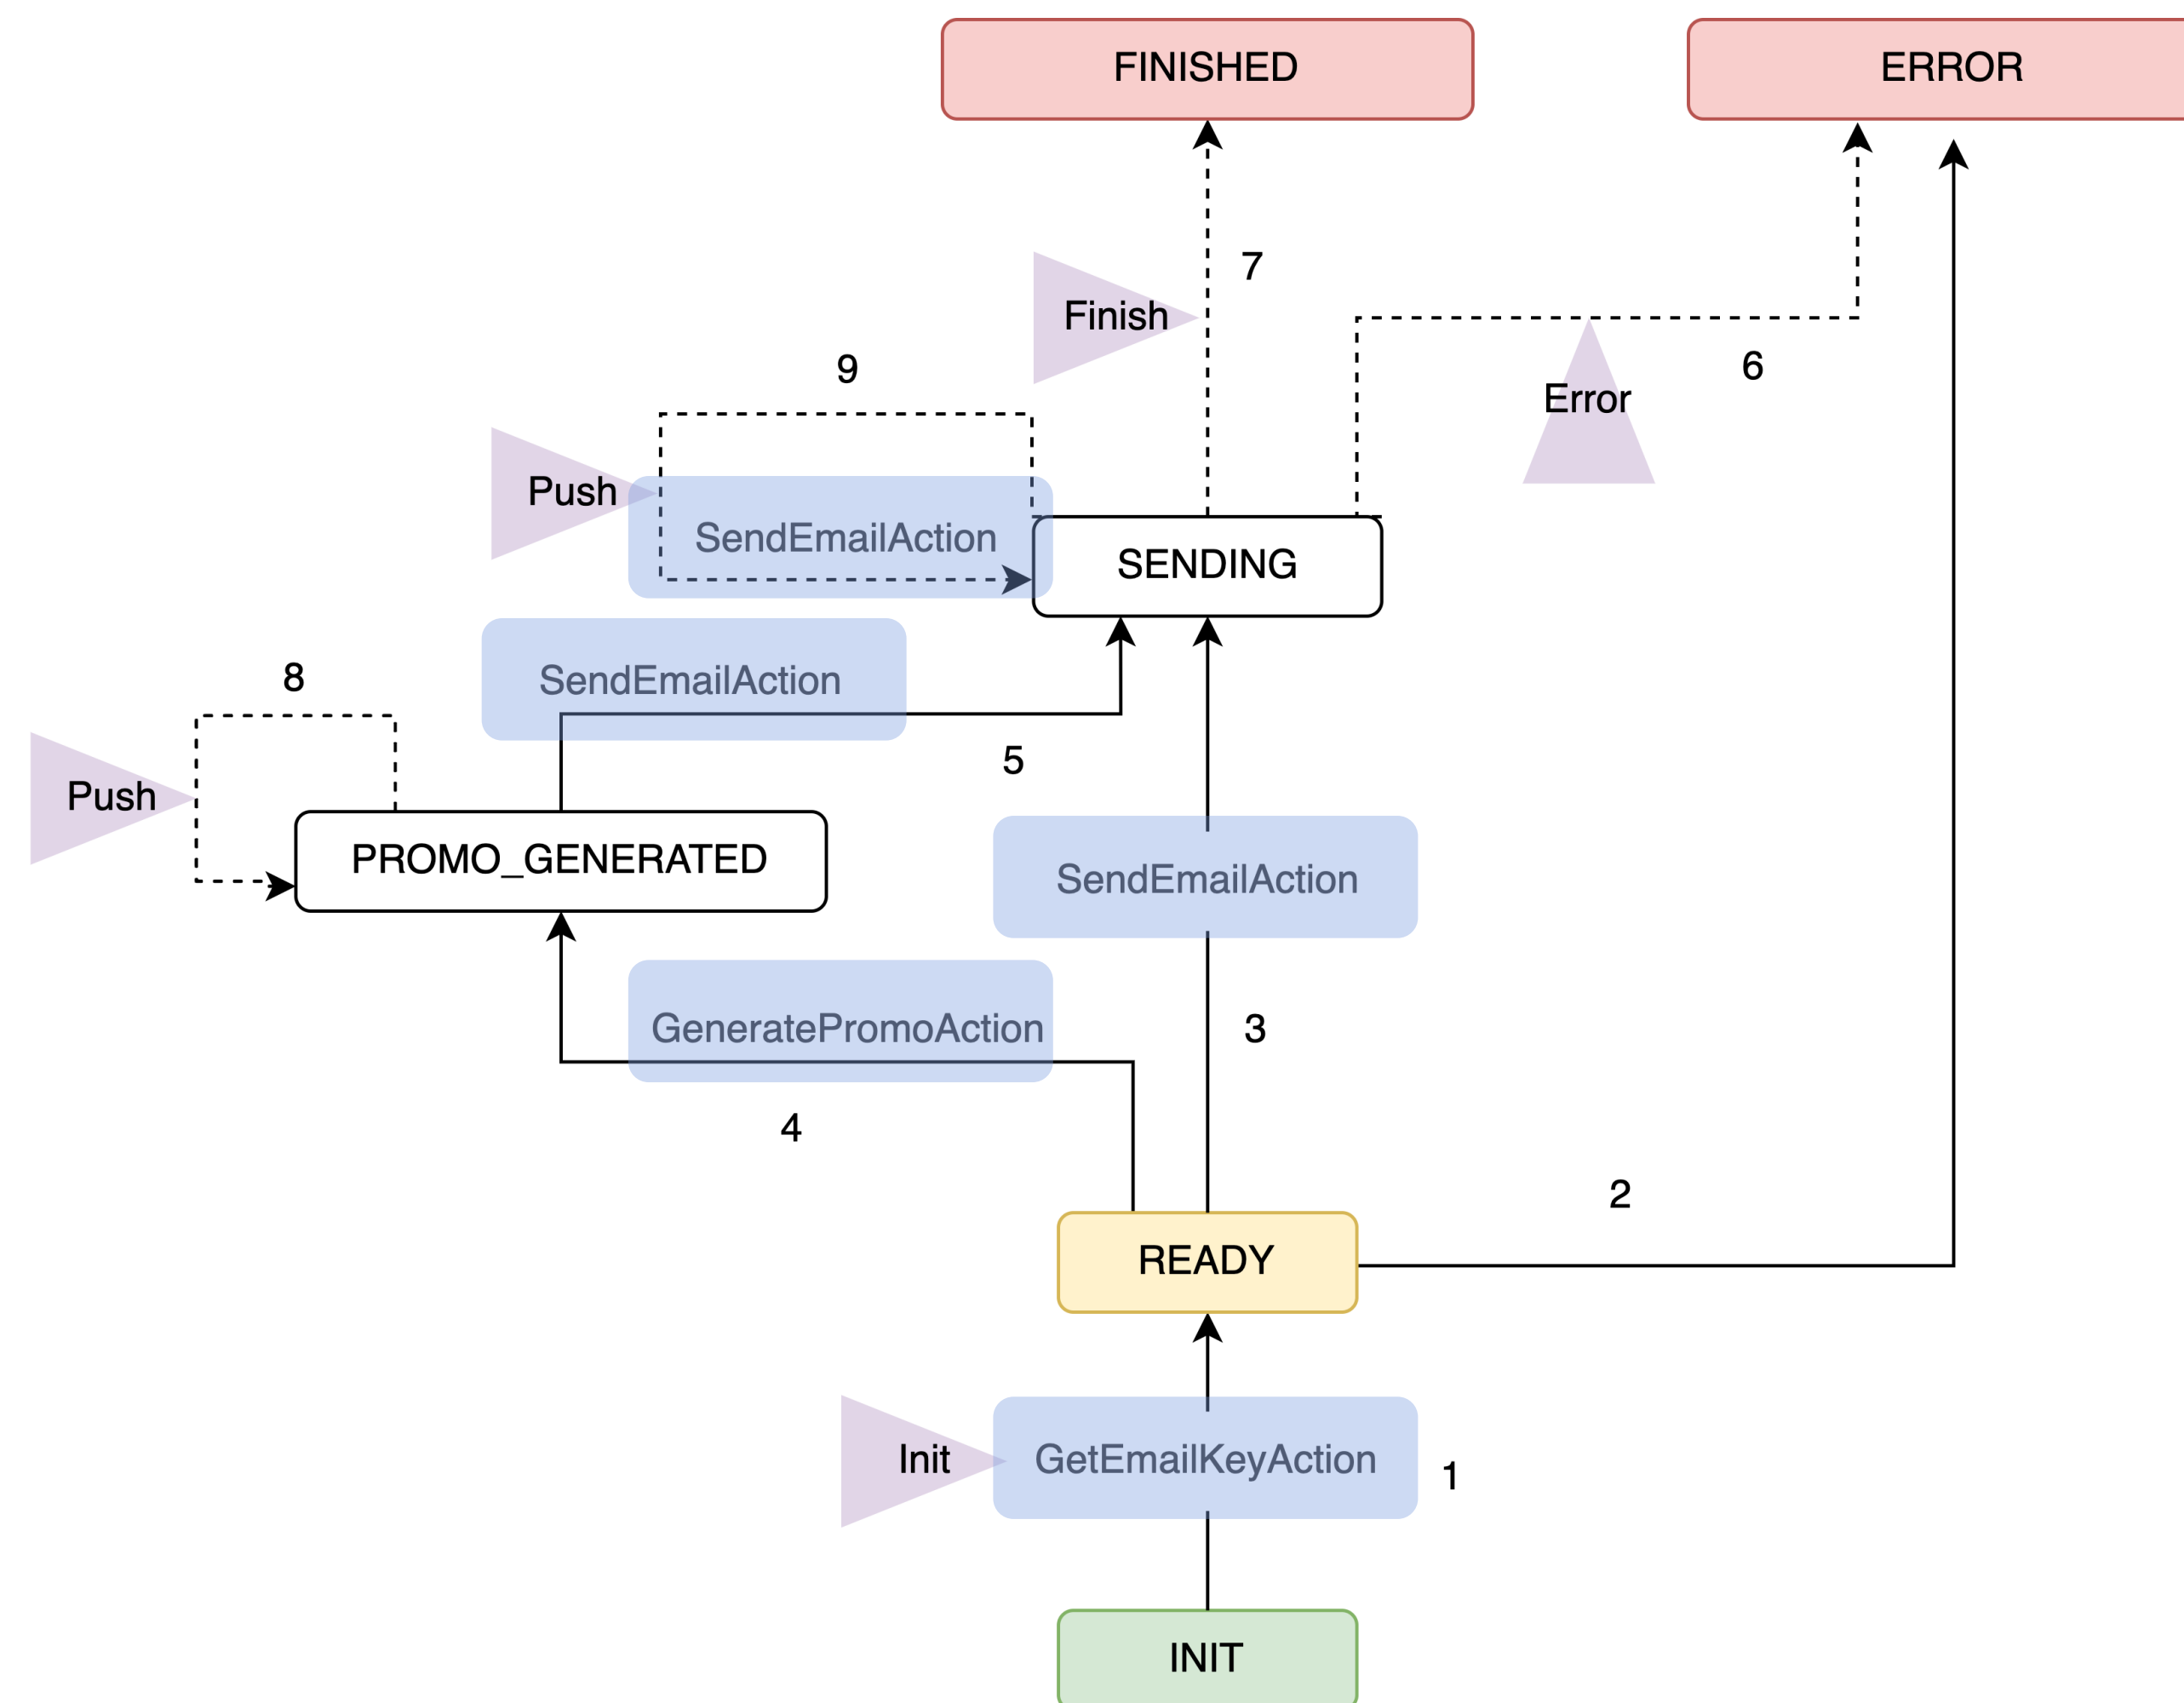 FINISHED
ERROR
7
Finish
9
6
Error
Push
SendEmailAction
SENDING
8
SendEmailAction
5
Push
PROMO_GENERATED
SendEmailAction
GeneratePromoAction
3
4
2
READY
Init
GetEmailKeyAction
1
INIT